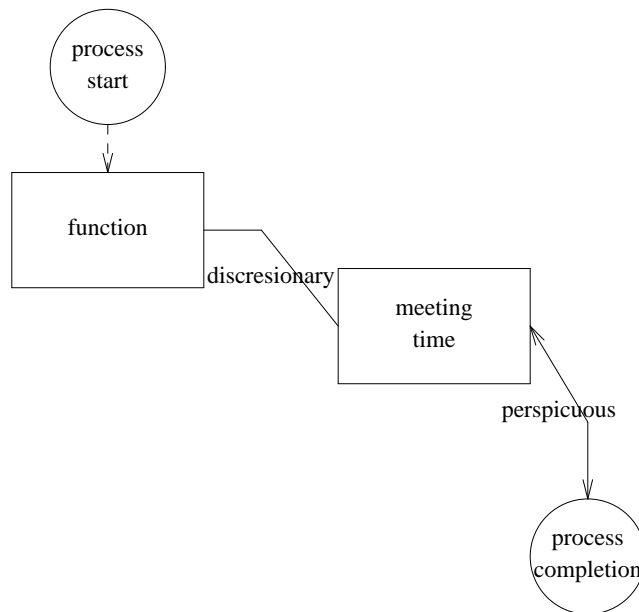 process
start
function
discresionary
meeting
time
perspicuous
process
completion